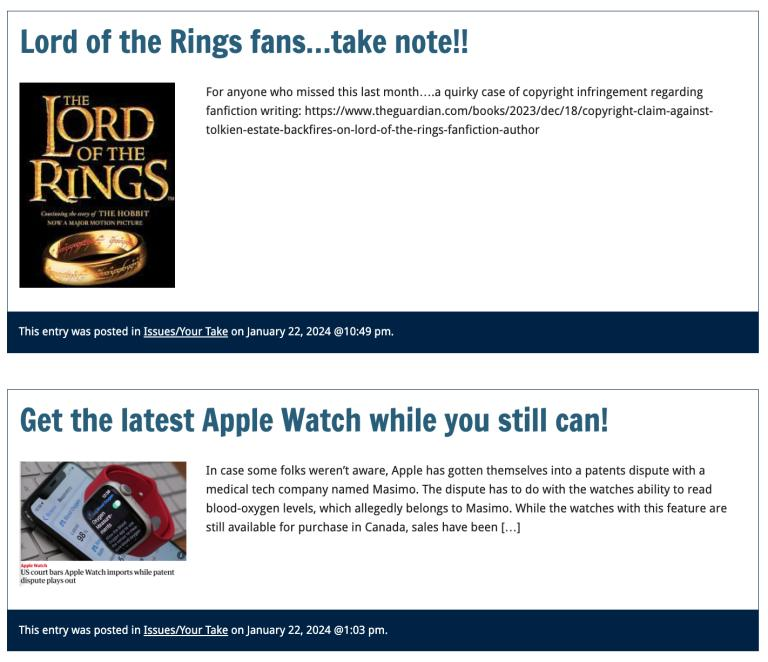 Lord of the Rings fans...take note!!
THE
LORD
OF THE
RINGS
Continuing the story of THE HOBBIT
NOW A MAJOR MOTION PICTURE
For anyone who missed this last month....a quirky case of copyright infringement regarding
fanfiction writing: https://www.theguardian.com/books/2023/dec/18/copyright-claim-against-
tolkien-estate-backfires-on-lord-of-the-rings-fanfiction-author
This entry was posted in Issues/Your Take on January 22, 2024 @10:49 pm.
Get the latest Apple Watch while you still can!
Apple Watch
US court bars Apple Watch imports while patent
dispute plays out
In case some folks weren't aware, Apple has gotten themselves into a patents dispute with a
medical tech company named Masimo. The dispute has to do with the watches ability to read
blood-oxygen levels, which allegedly belongs to Masimo. While the watches with this feature are
still available for purchase in Canada, sales have been [...]
This entry was posted in Issues/Your Take on January 22, 2024 @1:03 pm.